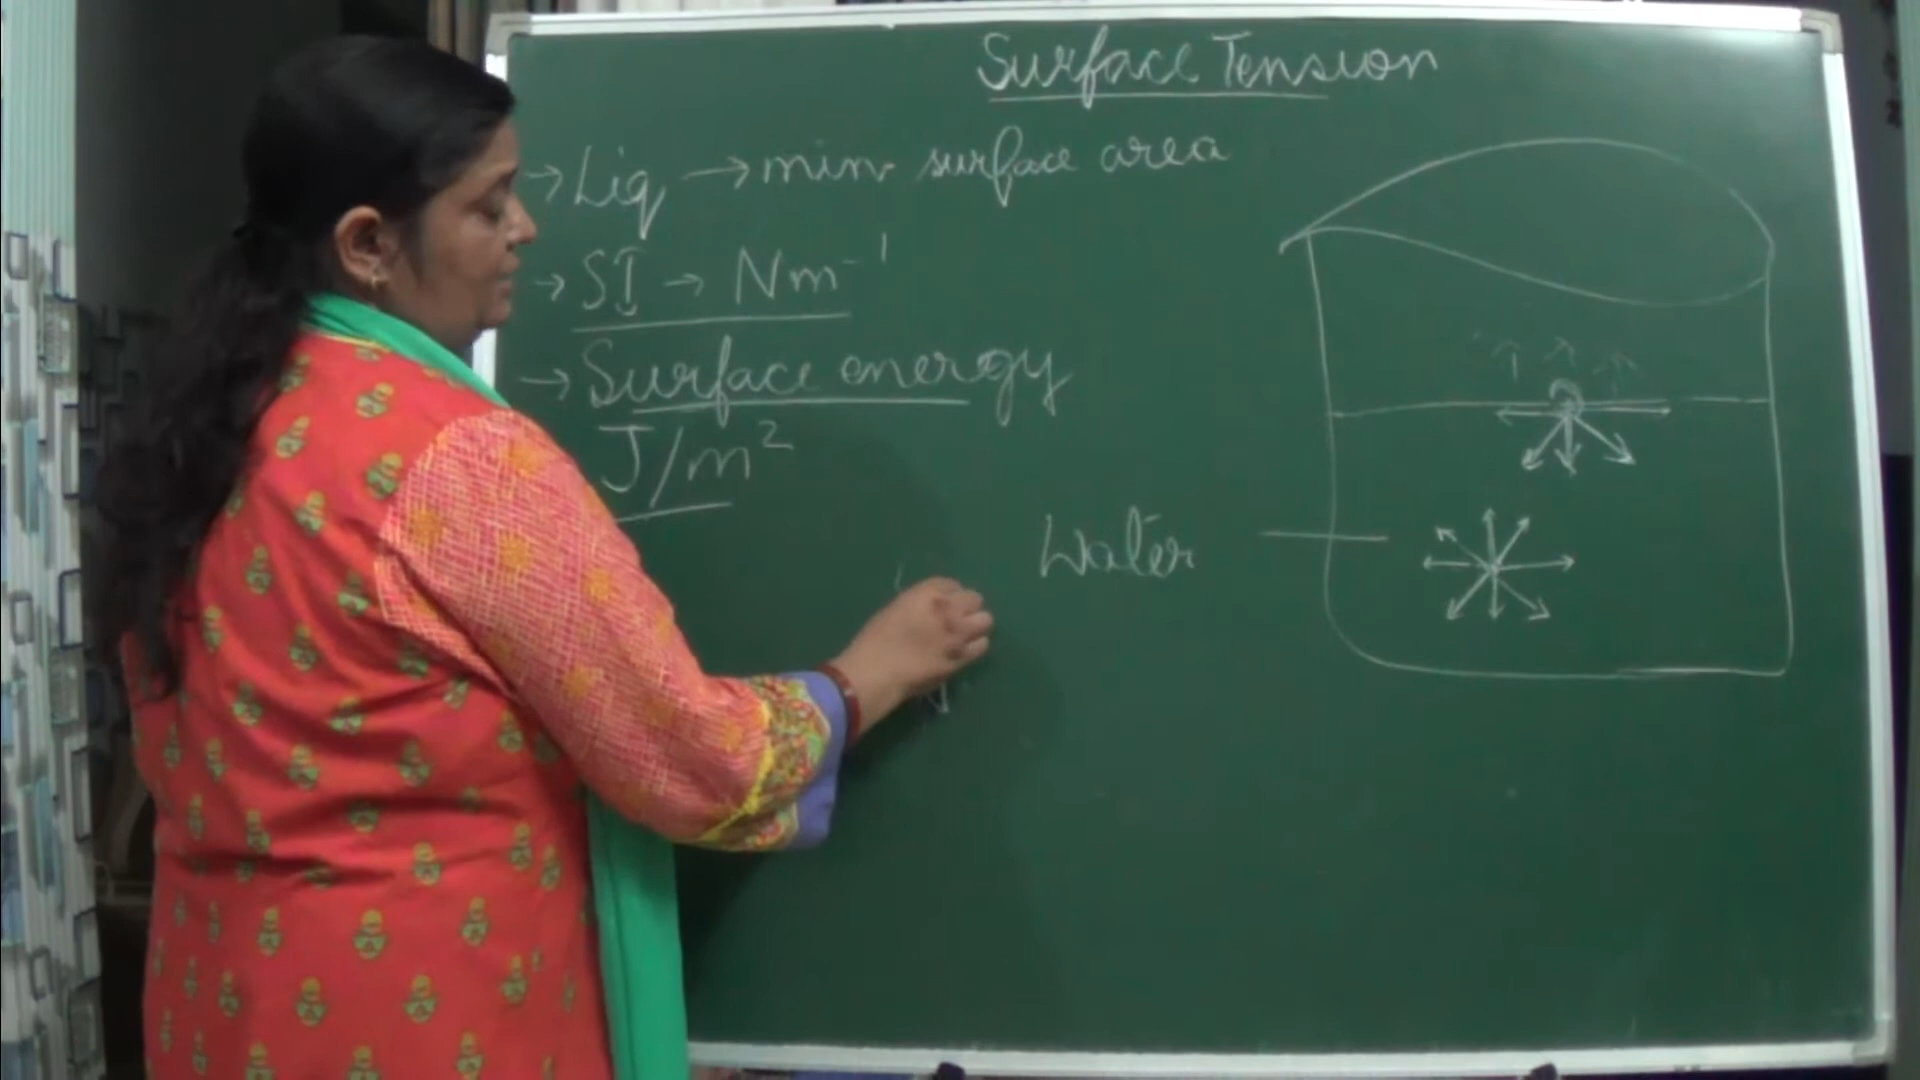 Surface Tension
→ Liq → min surface area
→ SI → Nm⁻¹
→ Surface energy
J/m²
Water